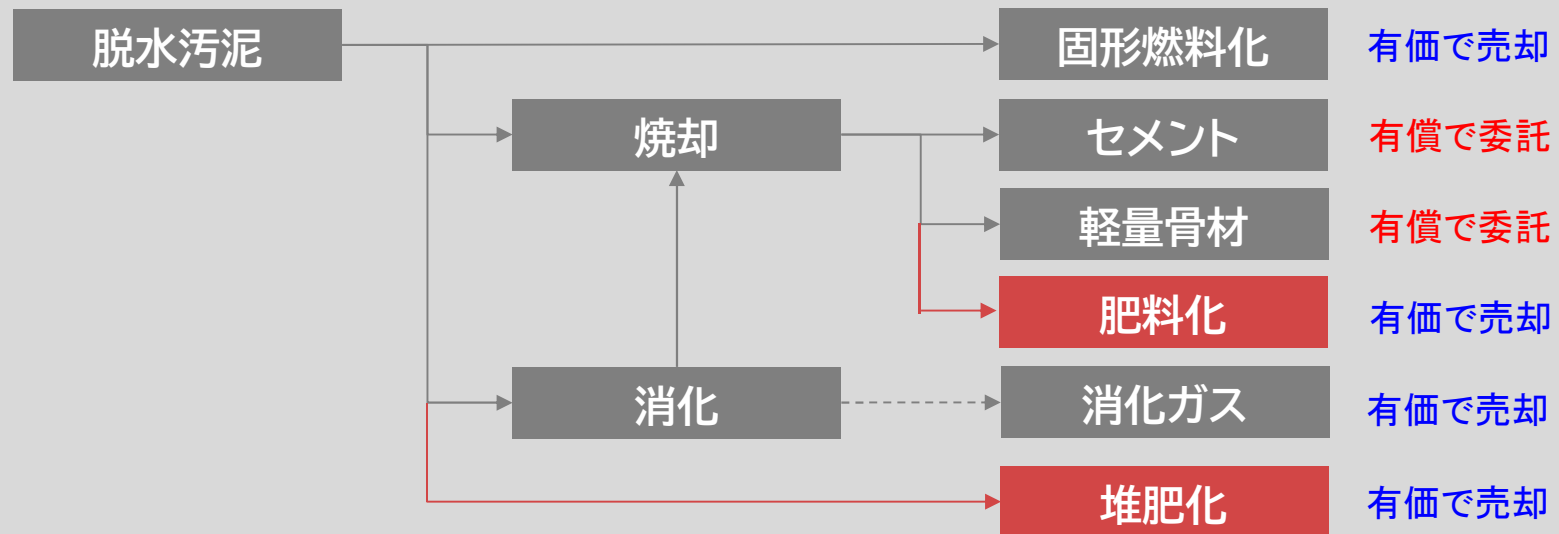 脱水汚泥
固形燃料化
有価で売却
焼却
セメント
有償で委託
軽量骨材
有償で委託
肥料化
有価で売却
消化
消化ガス
有価で売却
堆肥化
有価で売却